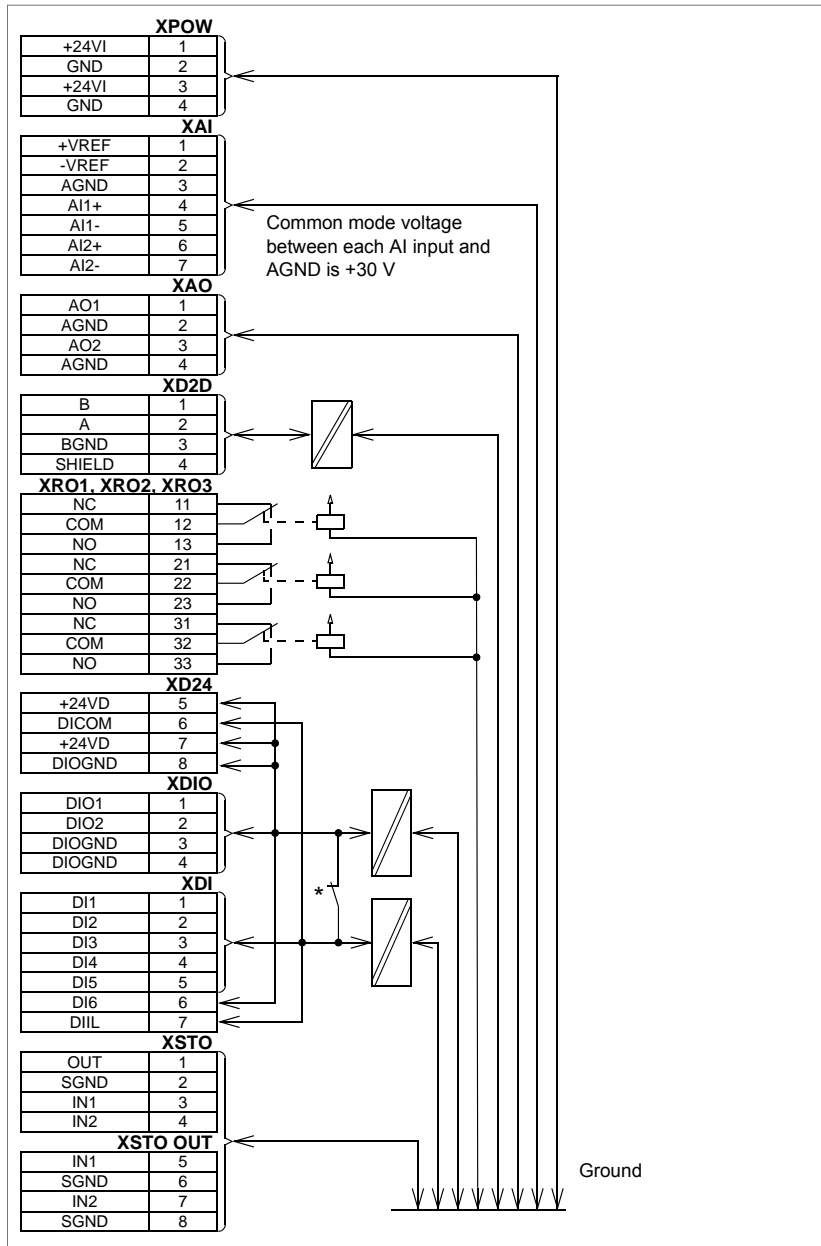 XPOW
+24VI 1
GND 2
+24VI 3
GND 4
XAI
+VREF 1
-VREF 2
AGND 3
AI1+ 4
AI1- 5
AI2+ 6
AI2- 7
Common mode voltage
between each AI input and
AGND is +30 V
XAO
AO1 1
AGND 2
AO2 3
AGND 4
XD2D
B 1
A 2
BGND 3
SHIELD 4
XRO1, XRO2, XRO3
NC 11
COM 12
NO 13
NC 21
COM 22
NO 23
NC 31
COM 32
NO 33
XD24
+24VD 5
DICOM 6
+24VD 7
DIOGND 8
XDIO
DIO1 1
DIO2 2
DIOGND 3
DIOGND 4
XDI
DI1 1
DI2 2
DI3 3
DI4 4
DI5 5
DI6 6
DIIL 7
*
XSTO
OUT 1
SGND 2
IN1 3
IN2 4
XSTO OUT
IN1 5
SGND 6
IN2 7
SGND 8
Ground